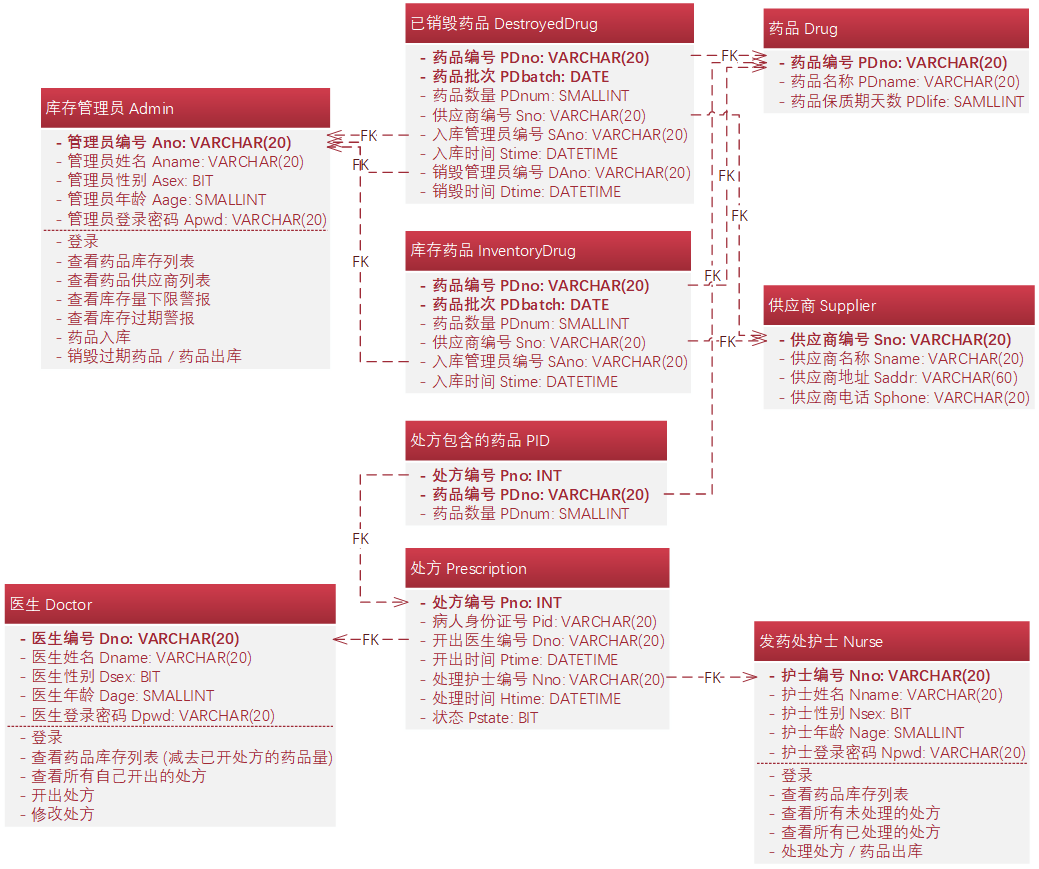 已销毁药品 DestroyedDrug
- 药品编号 PDno: VARCHAR(20)
- 药品批次 PDbatch: DATE
- 药品数量 PDnum: SMALLINT
- 供应商编号 Sno: VARCHAR(20)
- 入库管理员编号 SAno: VARCHAR(20)
- 入库时间 Stime: DATETIME
- 销毁管理员编号 DAno: VARCHAR(20)
- 销毁时间 Dtime: DATETIME
药品 Drug
- 药品编号 PDno: VARCHAR(20)
- 药品名称 PDname: VARCHAR(20)
- 药品保质期天数 PDlife: SAMLLINT
库存管理员 Admin
- 管理员编号 Ano: VARCHAR(20)
- 管理员姓名 Aname: VARCHAR(20)
- 管理员性别 Asex: BIT
- 管理员年龄 Aage: SMALLINT
- 管理员登录密码 Apwd: VARCHAR(20)
- 登录
- 查看药品库存列表
- 查看药品供应商列表
- 查看库存量下限警报
- 查看库存过期警报
- 药品入库
- 销毁过期药品 / 药品出库
FK
FK
FK
FK
FK
FK
FK
FK
库存药品 InventoryDrug
- 药品编号 PDno: VARCHAR(20)
- 药品批次 PDbatch: DATE
- 药品数量 PDnum: SMALLINT
- 供应商编号 Sno: VARCHAR(20)
- 入库管理员编号 SAno: VARCHAR(20)
- 入库时间 Stime: DATETIME
供应商 Supplier
- 供应商编号 Sno: VARCHAR(20)
- 供应商名称 Sname: VARCHAR(20)
- 供应商地址 Saddr: VARCHAR(60)
- 供应商电话 Sphone: VARCHAR(20)
处方包含的药品 PID
- 处方编号 Pno: INT
- 药品编号 PDno: VARCHAR(20)
- 药品数量 PDnum: SMALLINT
FK
处方 Prescription
- 处方编号 Pno: INT
- 病人身份证号 Pid: VARCHAR(20)
- 开出医生编号 Dno: VARCHAR(20)
- 开出时间 Ptime: DATETIME
- 处理护士编号 Nno: VARCHAR(20)
- 处理时间 Htime: DATETIME
- 状态 Pstate: BIT
FK
FK
医生 Doctor
- 医生编号 Dno: VARCHAR(20)
- 医生姓名 Dname: VARCHAR(20)
- 医生性别 Dsex: BIT
- 医生年龄 Dage: SMALLINT
- 医生登录密码 Dpwd: VARCHAR(20)
- 登录
- 查看药品库存列表 (减去已开处方的药品量)
- 查看所有自己开出的处方
- 开出处方
- 修改处方
发药处护士 Nurse
- 护士编号 Nno: VARCHAR(20)
- 护士姓名 Nname: VARCHAR(20)
- 护士性别 Nsex: BIT
- 护士年龄 Nage: SMALLINT
- 护士登录密码 Npwd: VARCHAR(20)
- 登录
- 查看药品库存列表
- 查看所有未处理的处方
- 查看所有已处理的处方
- 处理处方 / 药品出库